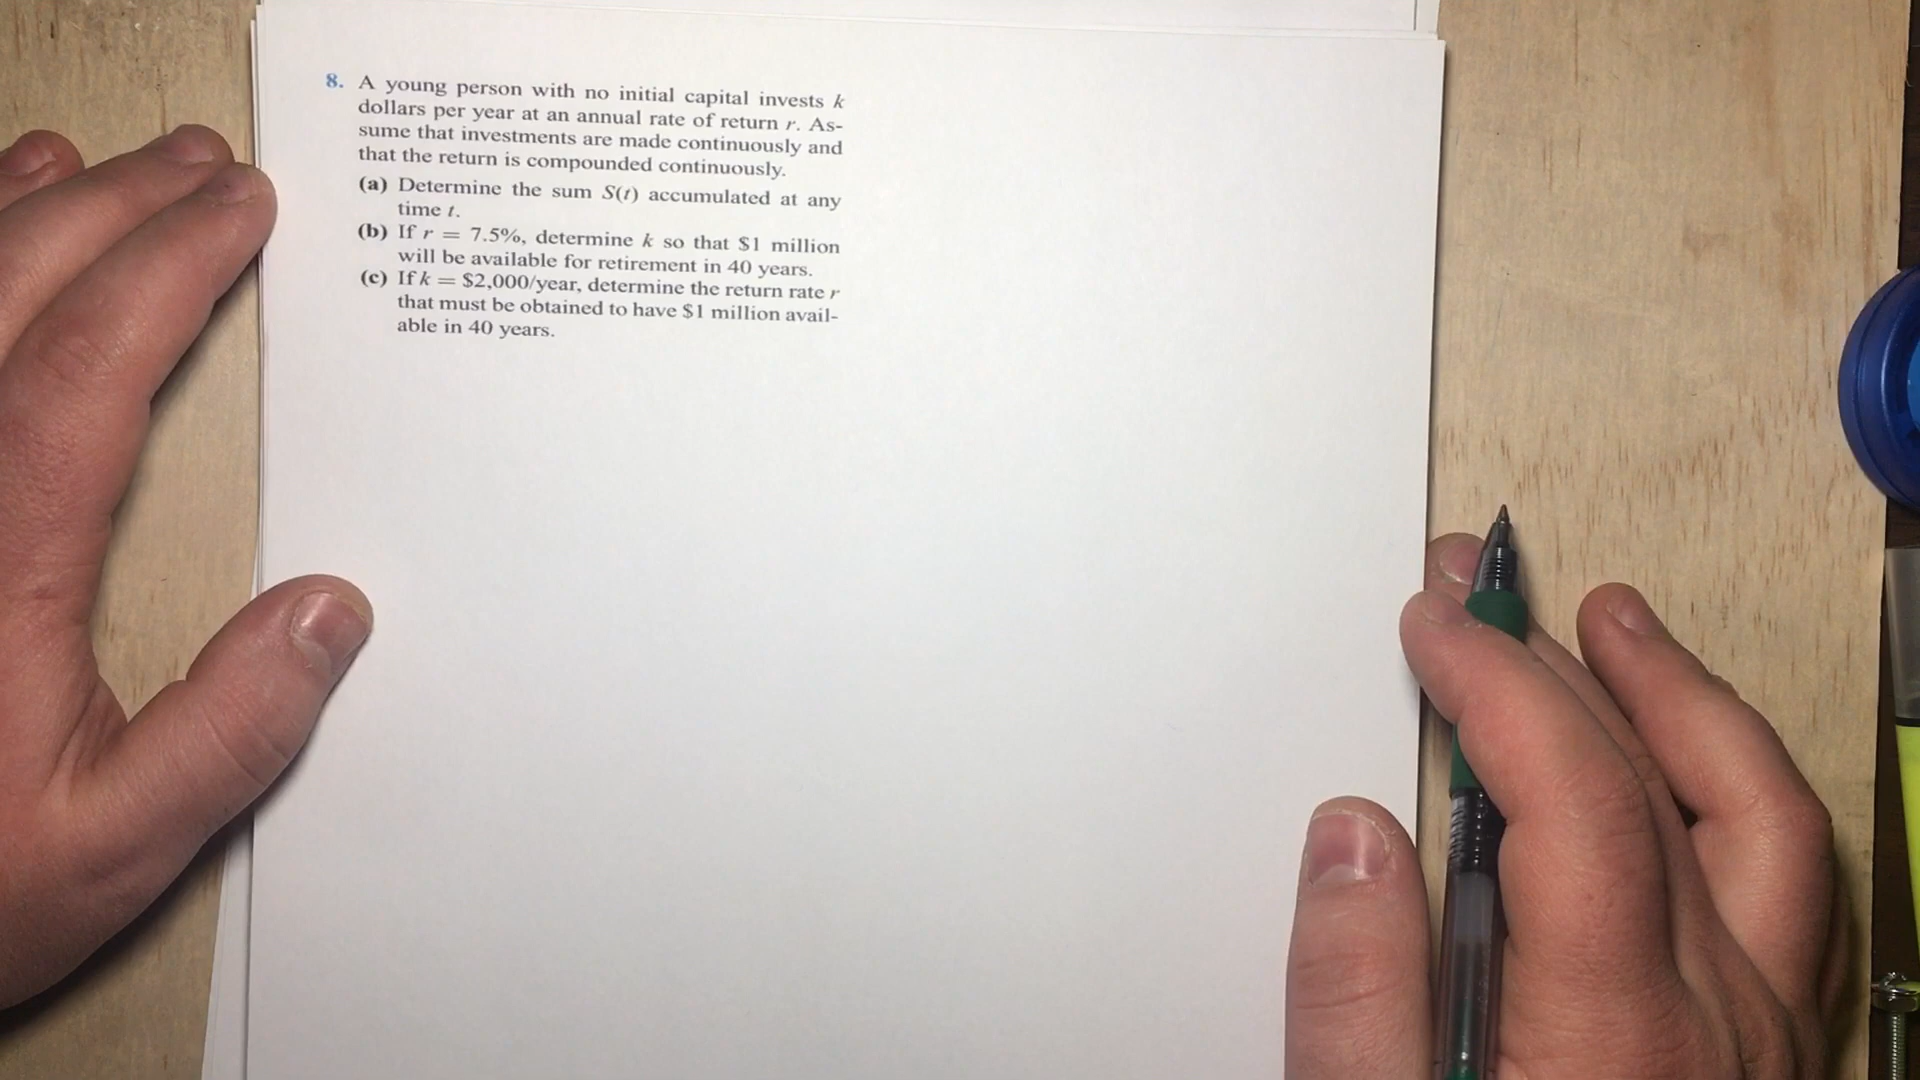 8. A young person with no initial capital invests k
dollars per year at an annual rate of return r. As-
sume that investments are made continuously and
that the return is compounded continuously.
(a) Determine the sum S(t) accumulated at any
time t.
(b) If r = 7.5%, determine k so that $1 million
will be available for retirement in 40 years.
(c) If k = $2,000/year, determine the return rate r
that must be obtained to have $1 million avail-
able in 40 years.